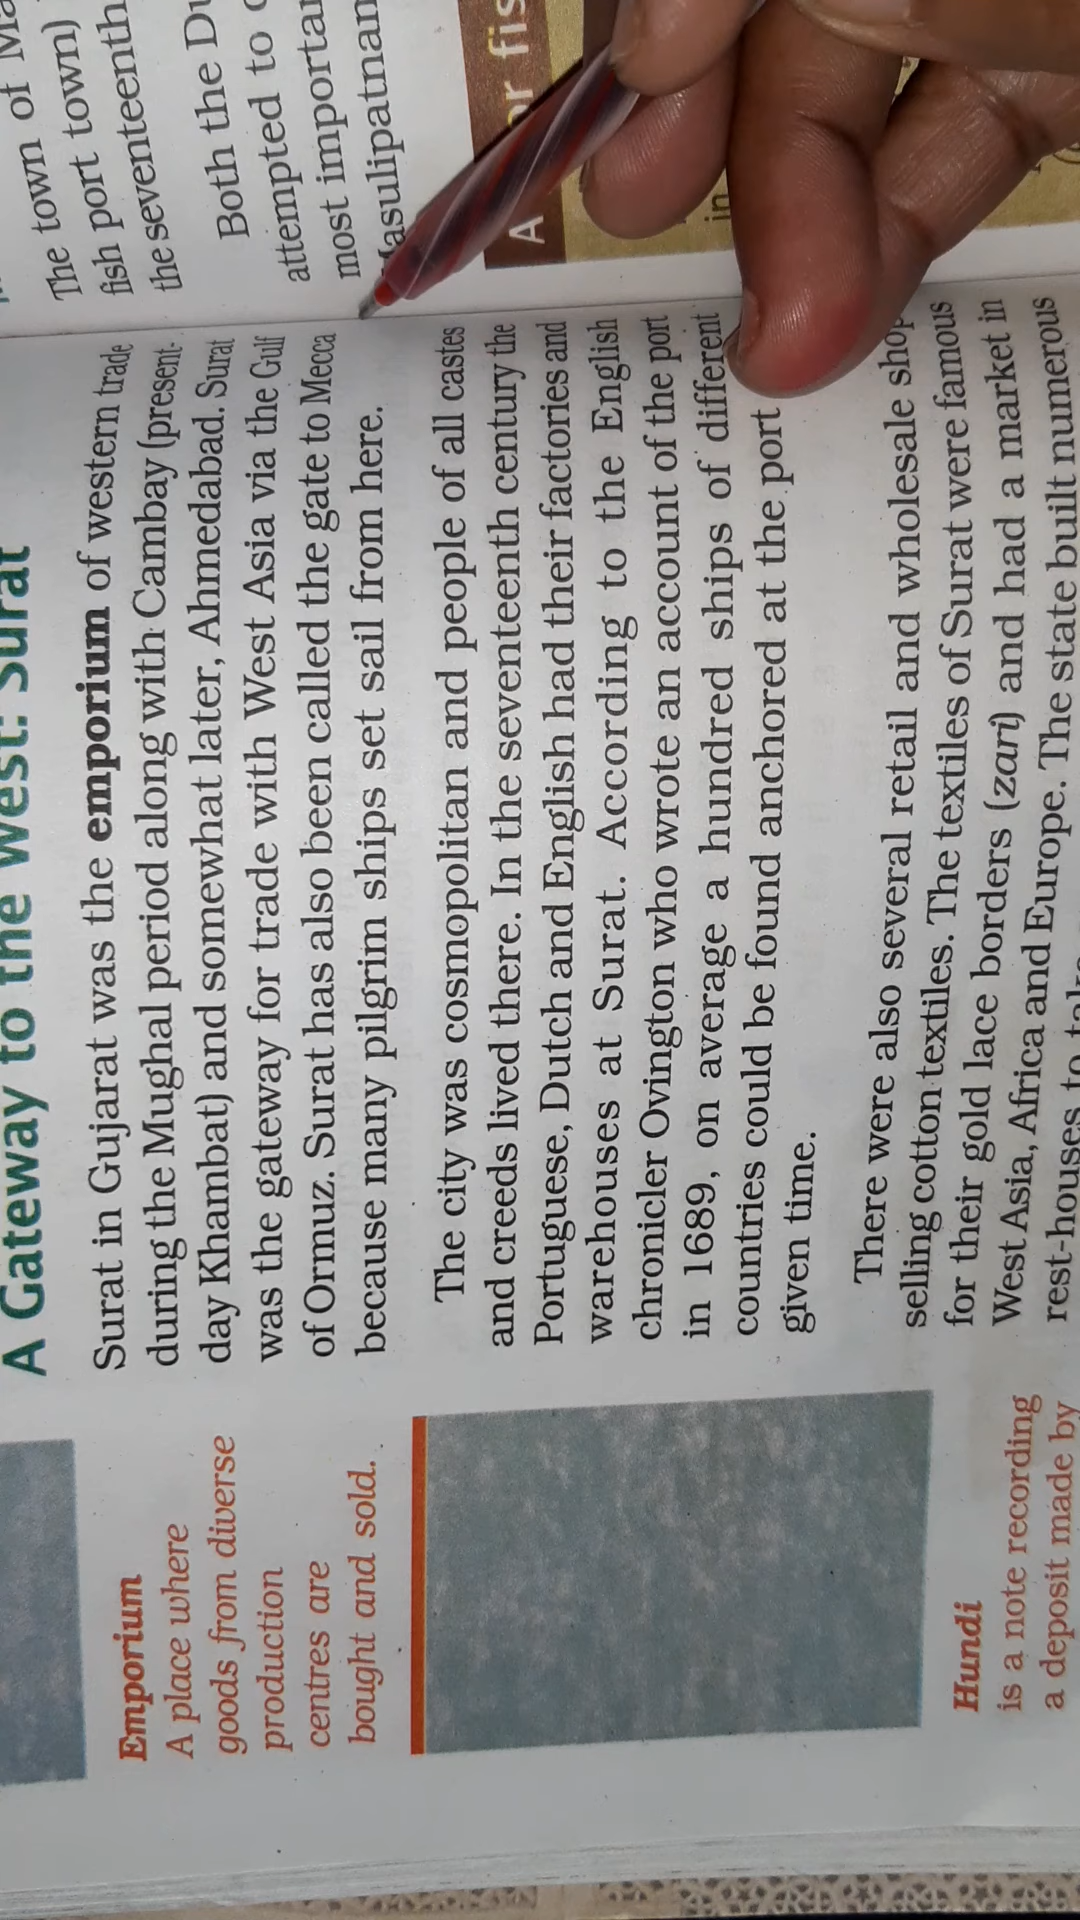 A Gateway to the West: Surat
Surat in Gujarat was the emporium of western trade
during the Mughal period along with Cambay (present-
day Khambat) and somewhat later, Ahmedabad. Surat
was the gateway for trade with West Asia via the Gulf
of Ormuz. Surat has also been called the gate to Mecca
because many pilgrim ships set sail from here.
The city was cosmopolitan and people of all castes
and creeds lived there. In the seventeenth century the
Portuguese, Dutch and English had their factories and
warehouses at Surat. According to the English
chronicler Ovington who wrote an account of the port
in 1689, on average a hundred ships of different
countries could be found anchored at the port
given time.
There were also several retail and wholesale shop
selling cotton textiles. The textiles of Surat were famous
for their gold lace borders (zari) and had a market in
West Asia, Africa and Europe. The state built numerous
rest-houses to
Emporium
A place where
goods from diverse
production
centres are
bought and sold.
Hundi
is a note recording
a deposit made by
town of
The town
fish port town)
the seventeenth
Both the
attempted to
most
A
in